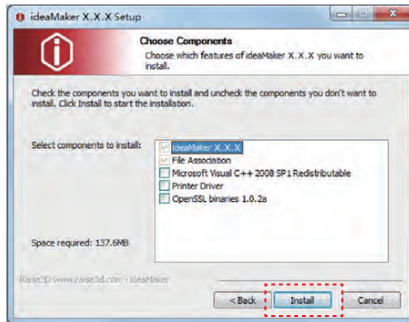 ideaMaker X.X.X Setup
Choose Components
Choose which features of ideaMaker X.X.X you want to
install.
Check the components you want to install and uncheck the components you don't want to
install. Click Install to start the installation.
Select components to install:
ideaMaker X.X.X
File Association
Microsoft Visual C++ 2008 SP1 Redistributable
Printer Driver
OpenSSL binaries 1.0.2a
Space required: 137.6MB
Raise3D(www.raise3d.com) - ideaMaker
< Back
Install
Cancel